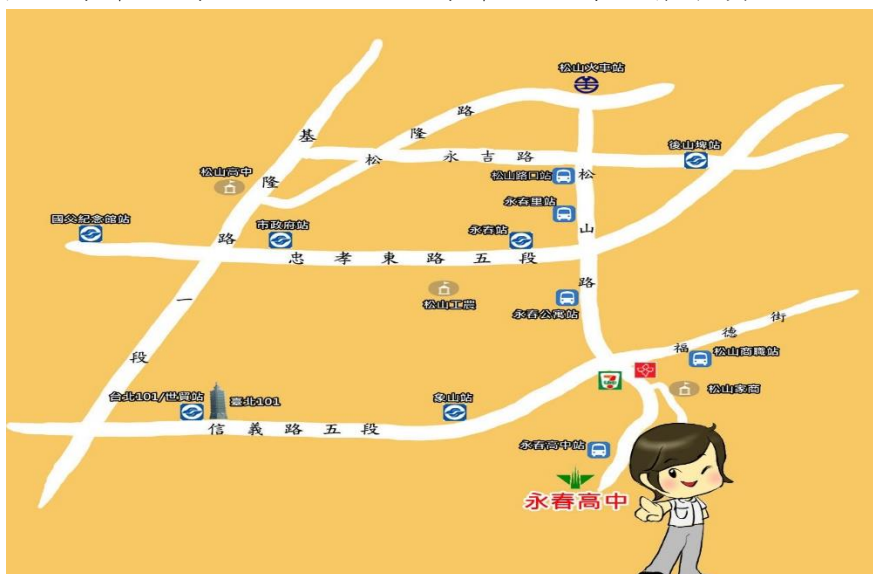 松山火車站
基隆路一段
松隆路
永吉路
後山埤站
松山高中
松山路口站
松山路
永春里站
國父紀念館站
市政府站
永春站
忠孝東路五段
松山工農
永春公寓站
福德街
松山商職站
7
ELEVEN
台北101/世貿站
臺北101
象山站
松山家商
信義路五段
永春高中站
永春高中